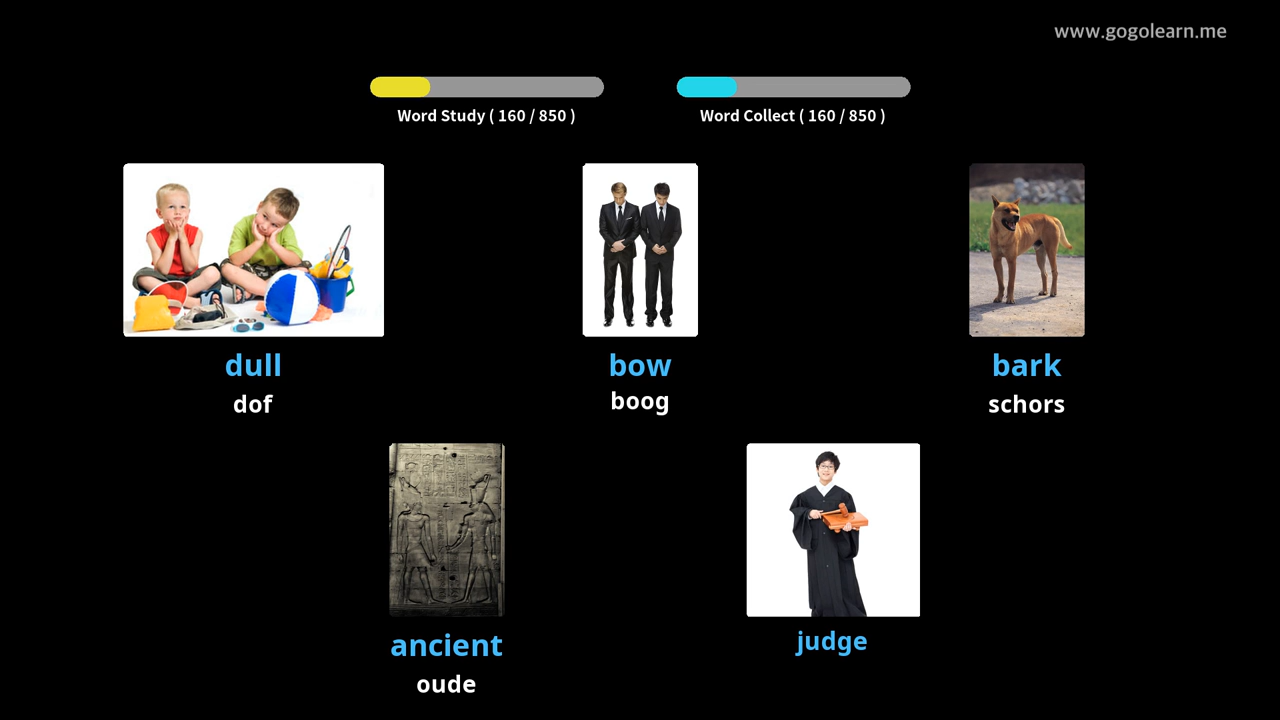 www.gogolearn.me
Word Study ( 160 / 850 )
Word Collect ( 160 / 850 )
dull
dof
bow
boog
bark
schors
ancient
oude
judge